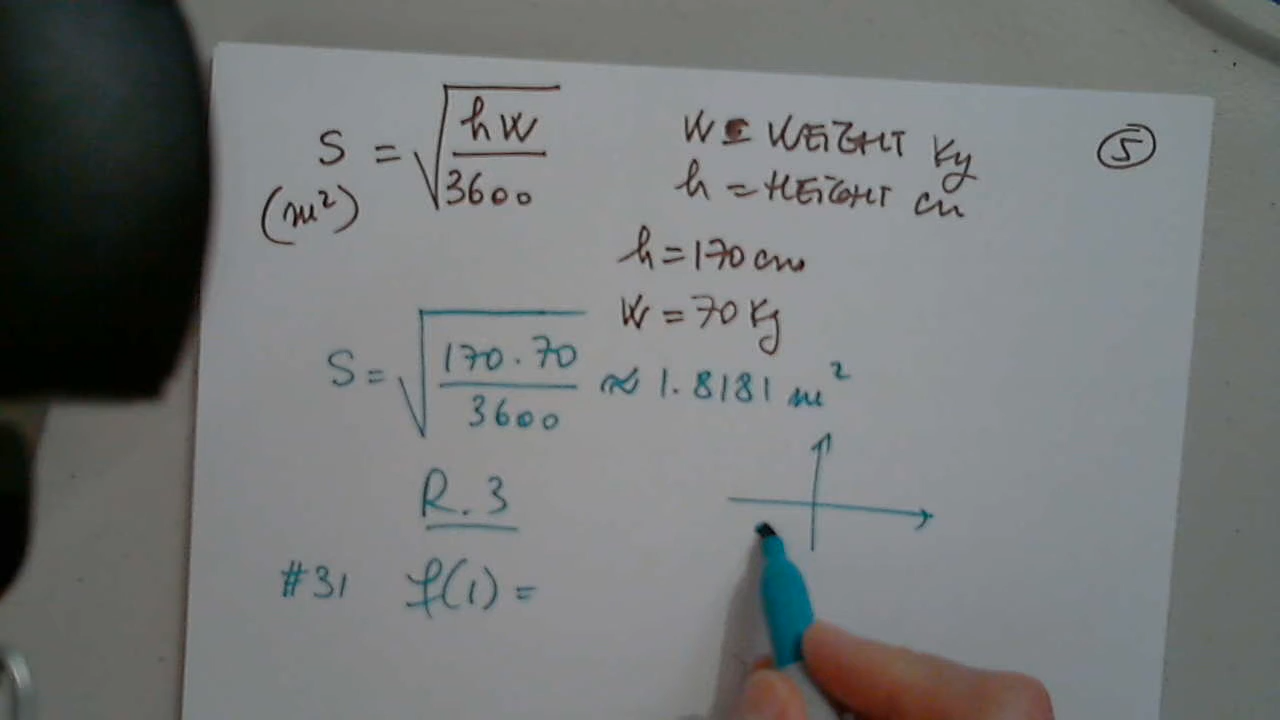 S = √(hW/3600) W = WEIGHT Kg ⑤
(m²) h = HEIGHT cm
h = 170 cm
W = 70 Kg
S = √(170 · 70/3600) ≈ 1.8181 m²
R.3
#31 f(1) =